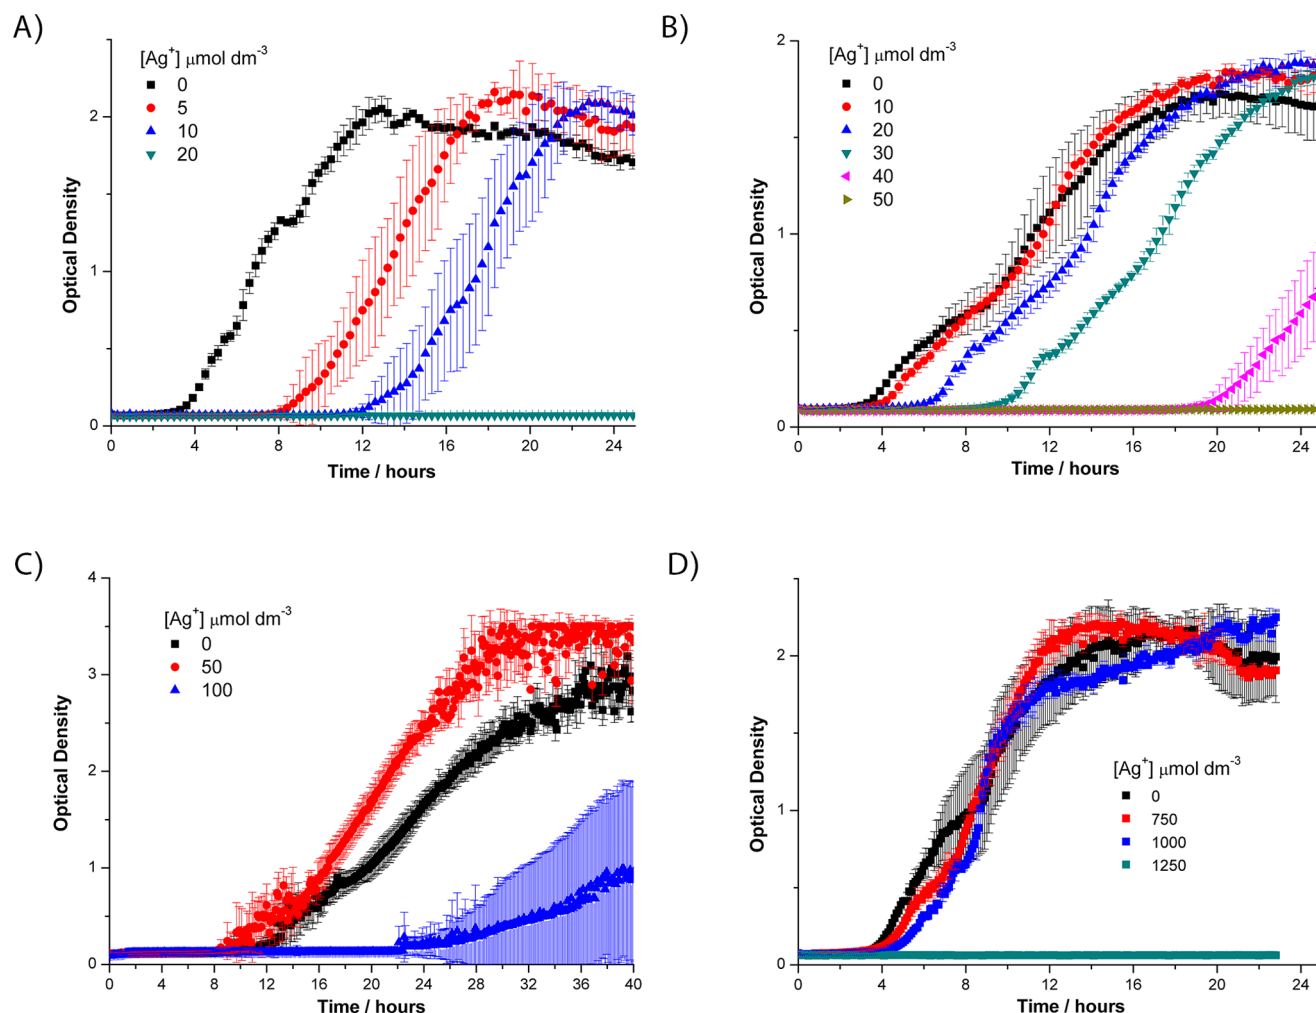 A)
[Ag+] μmol dm-3
0
5
10
20
2
1
0
Optical Density
0 4 8 12 16 20 24
Time / hours
B)
[Ag+] μmol dm-3
0
10
20
30
40
50
2
1
0
Optical Density
0 4 8 12 16 20 24
Time / hours
C)
[Ag+] μmol dm-3
0
50
100
4
3
2
1
0
Optical Density
0 4 8 12 16 20 24 28 32 36 40
Time / hours
D)
[Ag+] μmol dm-3
0
750
1000
1250
2
1
0
Optical Density
0 4 8 12 16 20 24
Time / hours